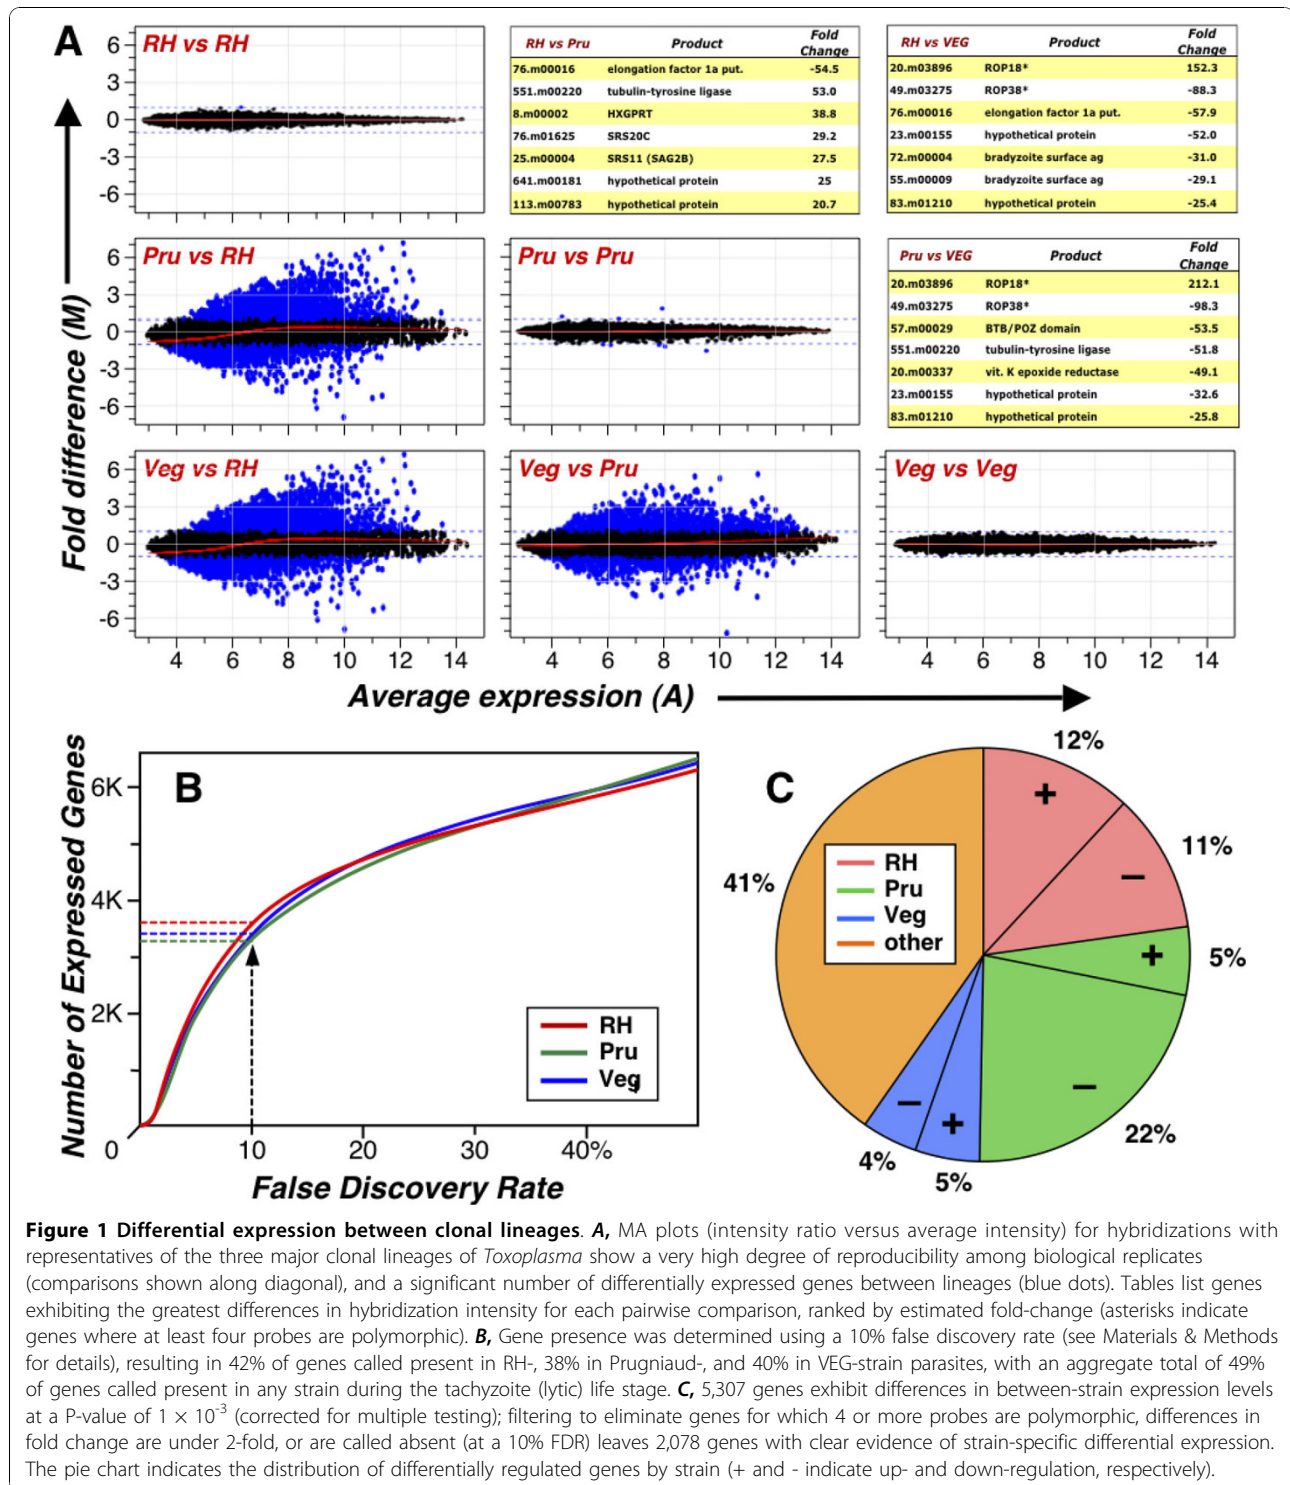 A
RH vs RH
6
3
0
-3
-6
RH vs Pru Product Fold Change
76.m00016 elongation factor 1a put. -54.5
551.m00220 tubulin-tyrosine ligase 53.0
8.m00002 HXGPRT 38.8
76.m01625 SRS20C 29.2
25.m00004 SRS11 (SAG2B) 27.5
641.m00181 hypothetical protein 25
113.m00783 hypothetical protein 20.7
RH vs VEG Product Fold Change
20.m03896 ROP18* 152.3
49.m03275 ROP38* -88.3
76.m00016 elongation factor 1a put. -57.9
23.m00155 hypothetical protein -52.0
72.m00004 bradyzoite surface ag -31.0
55.m00009 bradyzoite surface ag -29.1
83.m01210 hypothetical protein -25.4
Pru vs RH
6
3
0
-3
-6
Pru vs Pru
Pru vs VEG Product Fold Change
20.m03896 ROP18* 212.1
49.m03275 ROP38* -98.3
57.m00029 BTB/POZ domain -53.5
551.m00220 tubulin-tyrosine ligase -51.8
20.m00337 vit. K epoxide reductase -49.1
23.m00155 hypothetical protein -32.6
83.m01210 hypothetical protein -25.8
Fold difference (M)
Veg vs RH
6
3
0
-3
-6
Veg vs Pru
Veg vs Veg
4 6 8 10 12 14
4 6 8 10 12 14
4 6 8 10 12 14
Average expression (A)
B
Number of Expressed Genes
6K
4K
2K
0
10 20 30 40%
False Discovery Rate
RH
Pru
Veg
C
12%
11%
5%
22%
5%
4%
41%
+
−
+
−
+
−
RH
Pru
Veg
other
Figure 1 Differential expression between clonal lineages. A, MA plots (intensity ratio versus average intensity) for hybridizations with
representatives of the three major clonal lineages of Toxoplasma show a very high degree of reproducibility among biological replicates
(comparisons shown along diagonal), and a significant number of differentially expressed genes between lineages (blue dots). Tables list genes
exhibiting the greatest differences in hybridization intensity for each pairwise comparison, ranked by estimated fold-change (asterisks indicate
genes where at least four probes are polymorphic). B, Gene presence was determined using a 10% false discovery rate (see Materials & Methods
for details), resulting in 42% of genes called present in RH-, 38% in Prugniaud-, and 40% in VEG-strain parasites, with an aggregate total of 49%
of genes called present in any strain during the tachyzoite (lytic) life stage. C, 5,307 genes exhibit differences in between-strain expression levels
at a P-value of 1 × 10-3 (corrected for multiple testing); filtering to eliminate genes for which 4 or more probes are polymorphic, differences in
fold change are under 2-fold, or are called absent (at a 10% FDR) leaves 2,078 genes with clear evidence of strain-specific differential expression.
The pie chart indicates the distribution of differentially regulated genes by strain (+ and - indicate up- and down-regulation, respectively).